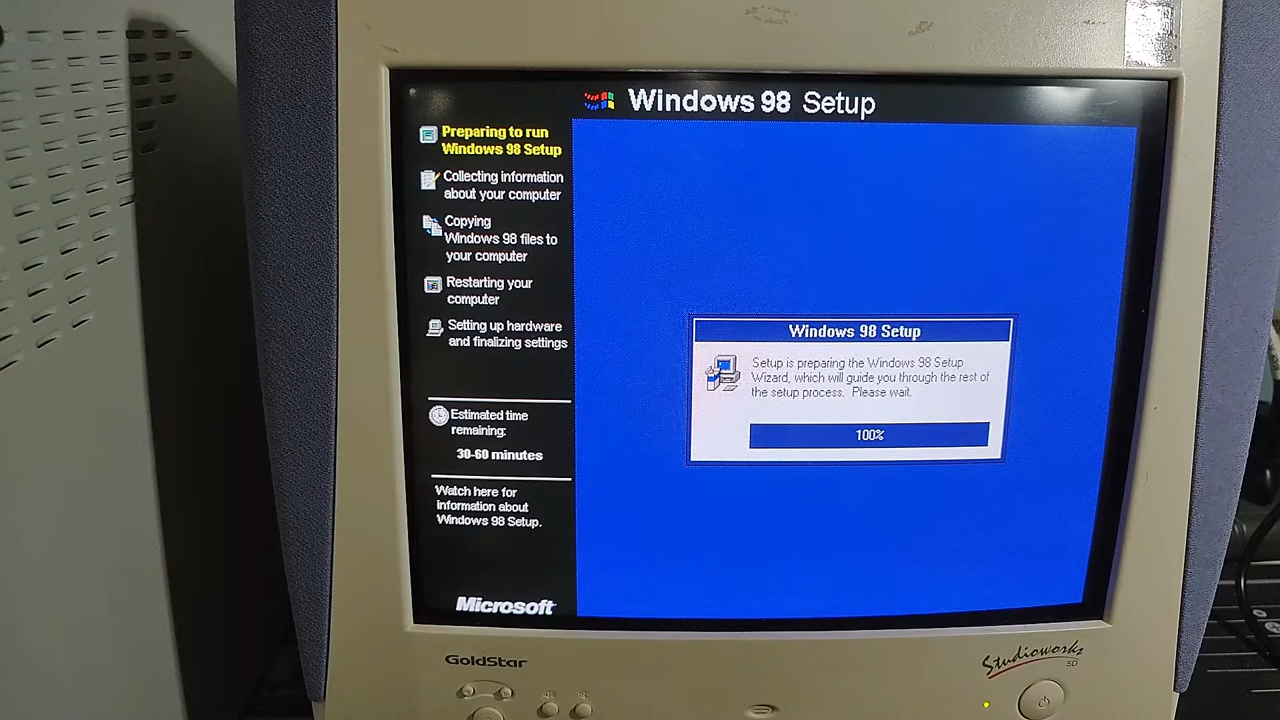 Windows 98 Setup
Preparing to run
Windows 98 Setup
Collecting information
about your computer
Copying
Windows 98 files to
your computer
Restarting your
computer
Setting up hardware
and finalizing settings
Estimated time
remaining:
30-60 minutes
Watch here for
information about
Windows 98 Setup.
Microsoft
Windows 98 Setup
Setup is preparing the Windows 98 Setup
Wizard, which will guide you through the rest of
the setup process. Please wait.
100%
GoldStar
Studioworks
5D